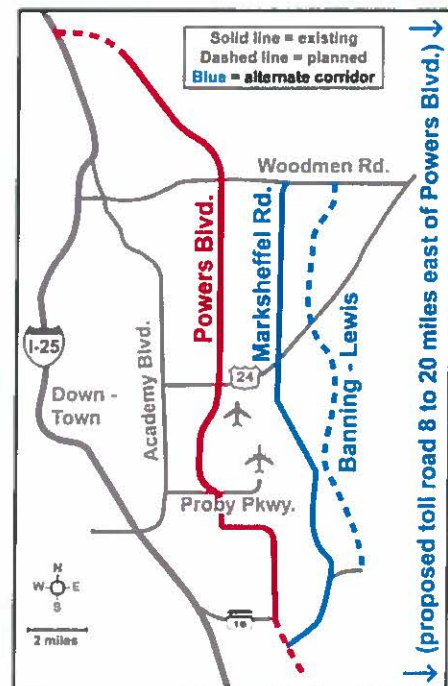 Solid line = existing
Dashed line = planned
Blue = alternate corridor
Woodmen Rd.
Powers Blvd.
Marksheffel Rd.
Banning - Lewis
Academy Blvd.
I-25
24
Down -
Town
Proby Pkwy.
16
N
W E
S
2 miles
(proposed toll road 8 to 20 miles east of Powers Blvd.)